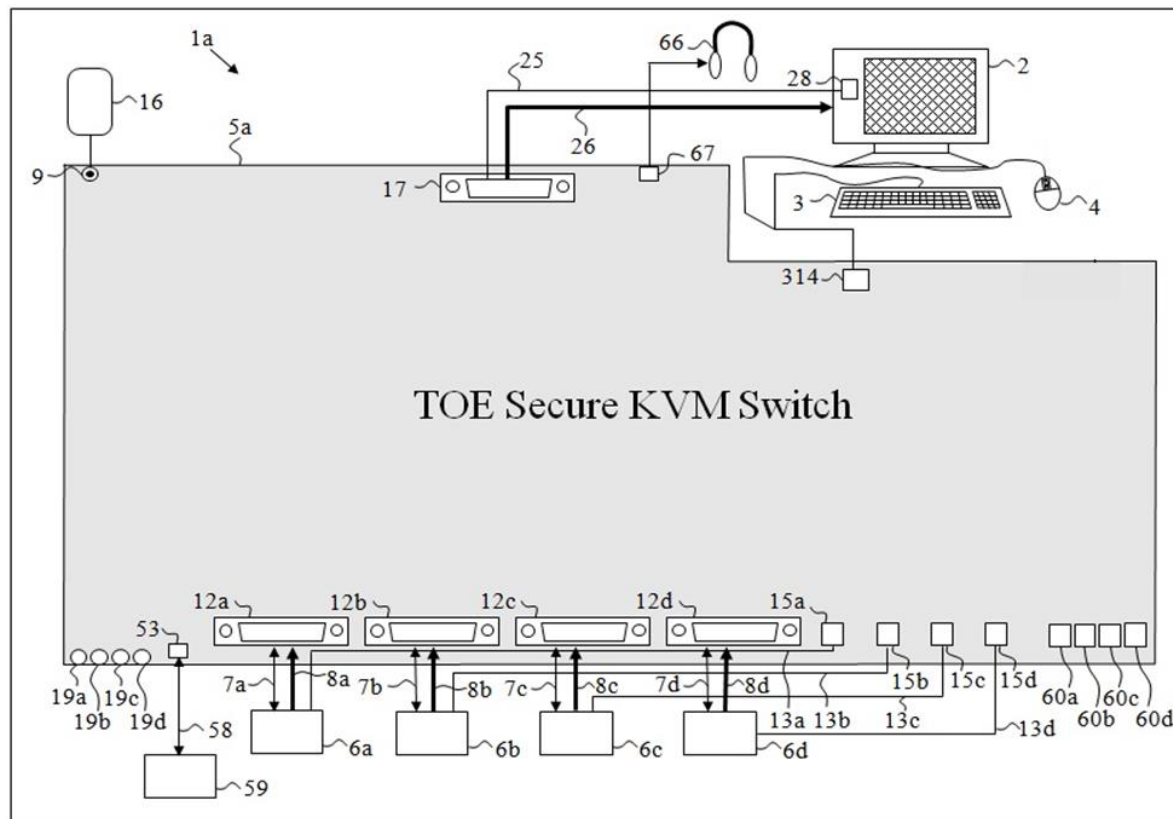 1a
66
25
28
2
16
5a
26
9
17
67
3
4
314
TOE Secure KVM Switch
12a
12b
12c
12d
15a
53
19a
19b
19c
19d
7a
8a
7b
8b
7c
8c
7d
8d
13a
13b
15b
13c
15c
15d
60a
60b
60c
60d
58
6a
6b
6c
6d
13d
59